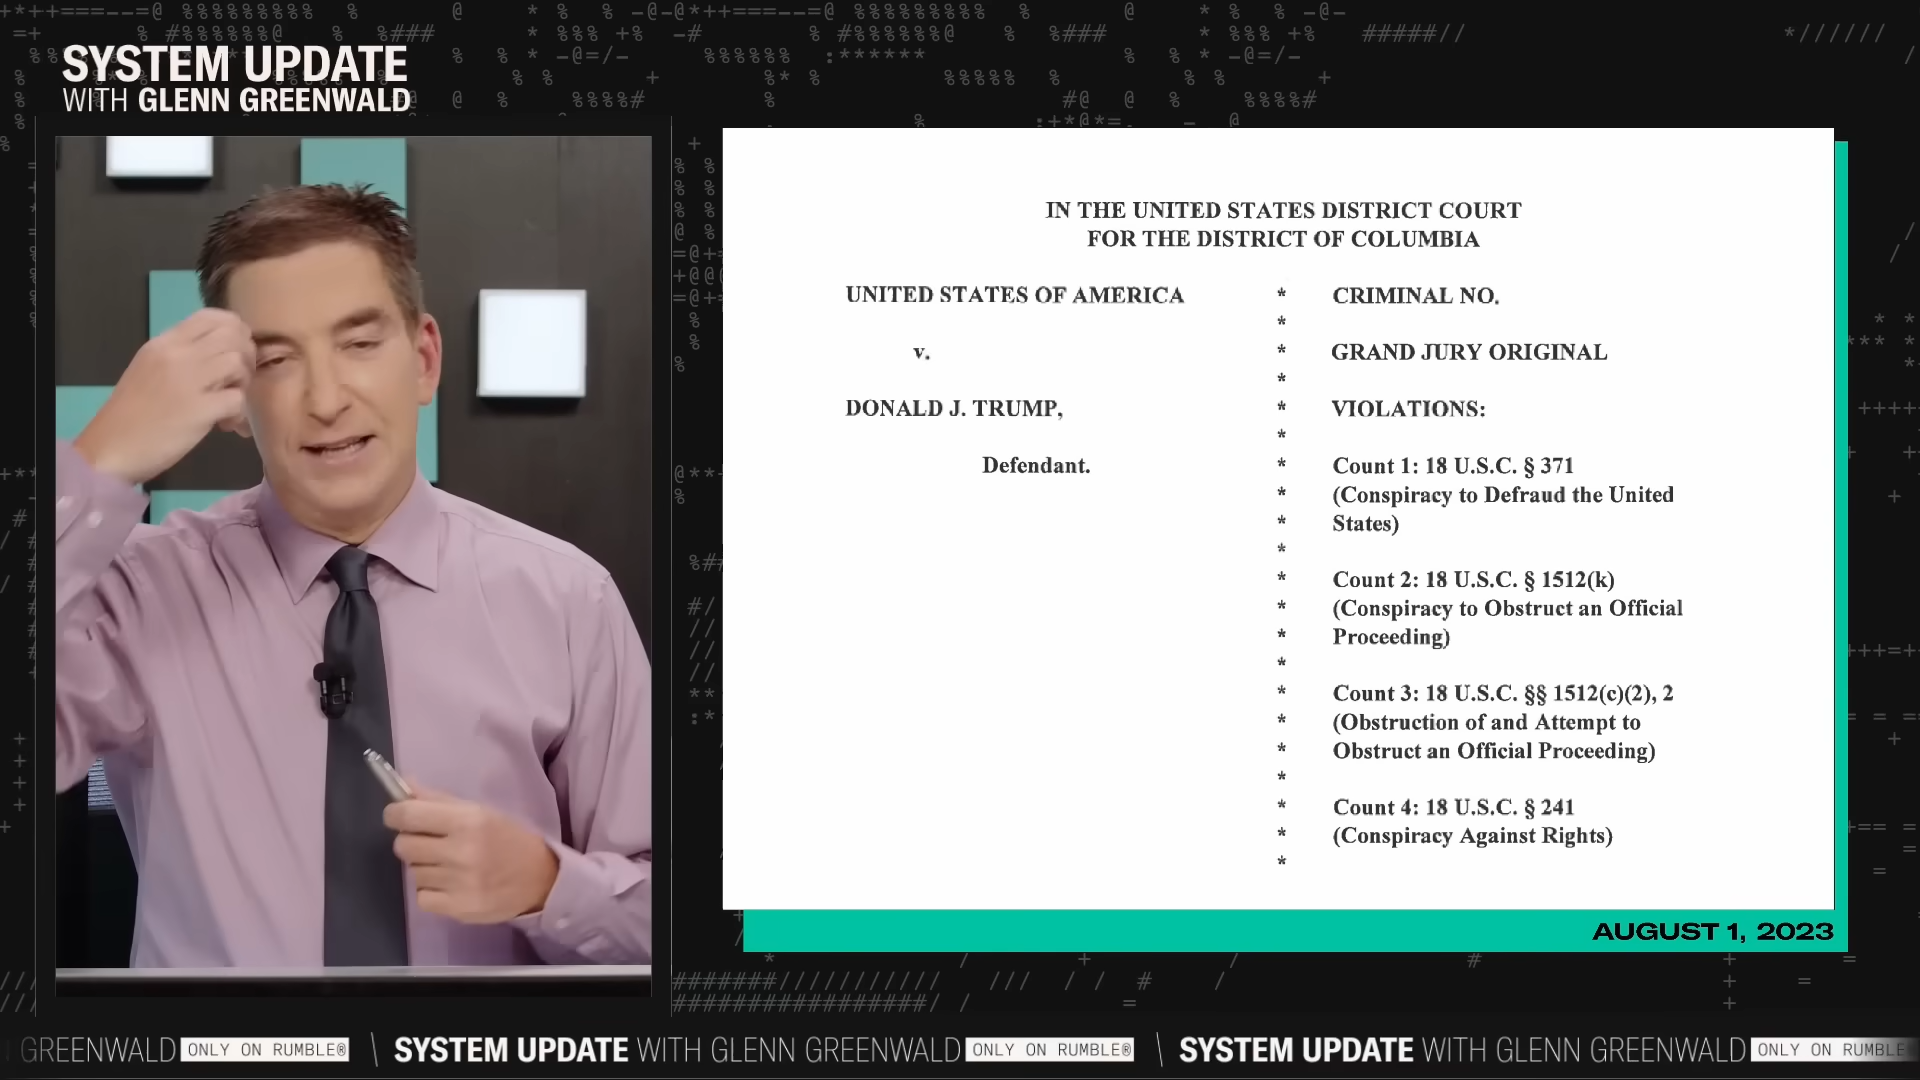 SYSTEM UPDATE
WITH GLENN GREENWALD
IN THE UNITED STATES DISTRICT COURT
FOR THE DISTRICT OF COLUMBIA
UNITED STATES OF AMERICA
v.
DONALD J. TRUMP,
Defendant.
CRIMINAL NO.
GRAND JURY ORIGINAL
VIOLATIONS:
Count 1: 18 U.S.C. § 371
(Conspiracy to Defraud the United
States)
Count 2: 18 U.S.C. § 1512(k)
(Conspiracy to Obstruct an Official
Proceeding)
Count 3: 18 U.S.C. §§ 1512(c)(2), 2
(Obstruction of and Attempt to
Obstruct an Official Proceeding)
Count 4: 18 U.S.C. § 241
(Conspiracy Against Rights)
AUGUST 1, 2023
GREENWALD ONLY ON RUMBLE® \ SYSTEM UPDATE WITH GLENN GREENWALD ONLY ON RUMBLE® \ SYSTEM UPDATE WITH GLENN GREENWALD ONLY ON RUMBLE